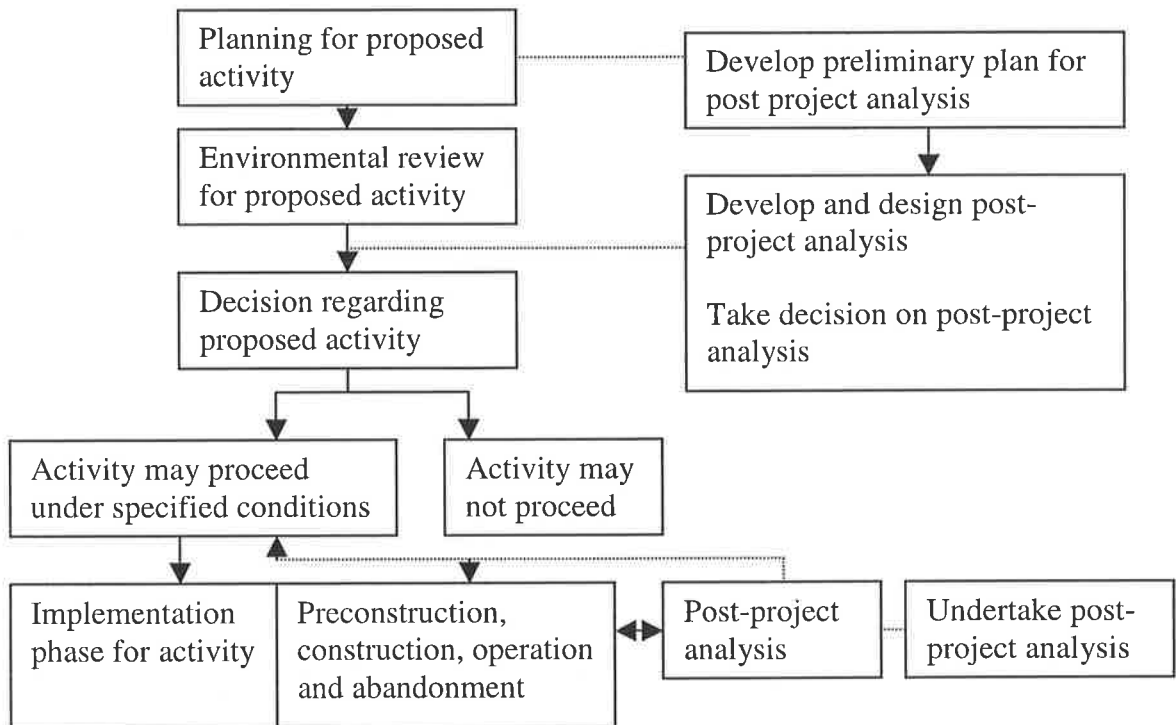 Planning for proposed
activity
Develop preliminary plan for
post project analysis
Environmental review
for proposed activity
Develop and design post-
project analysis
Take decision on post-project
analysis
Decision regarding
proposed activity
Activity may proceed
under specified conditions
Activity may
not proceed
Implementation
phase for activity
Preconstruction,
construction, operation
and abandonment
Post-project
analysis
Undertake post-
project analysis